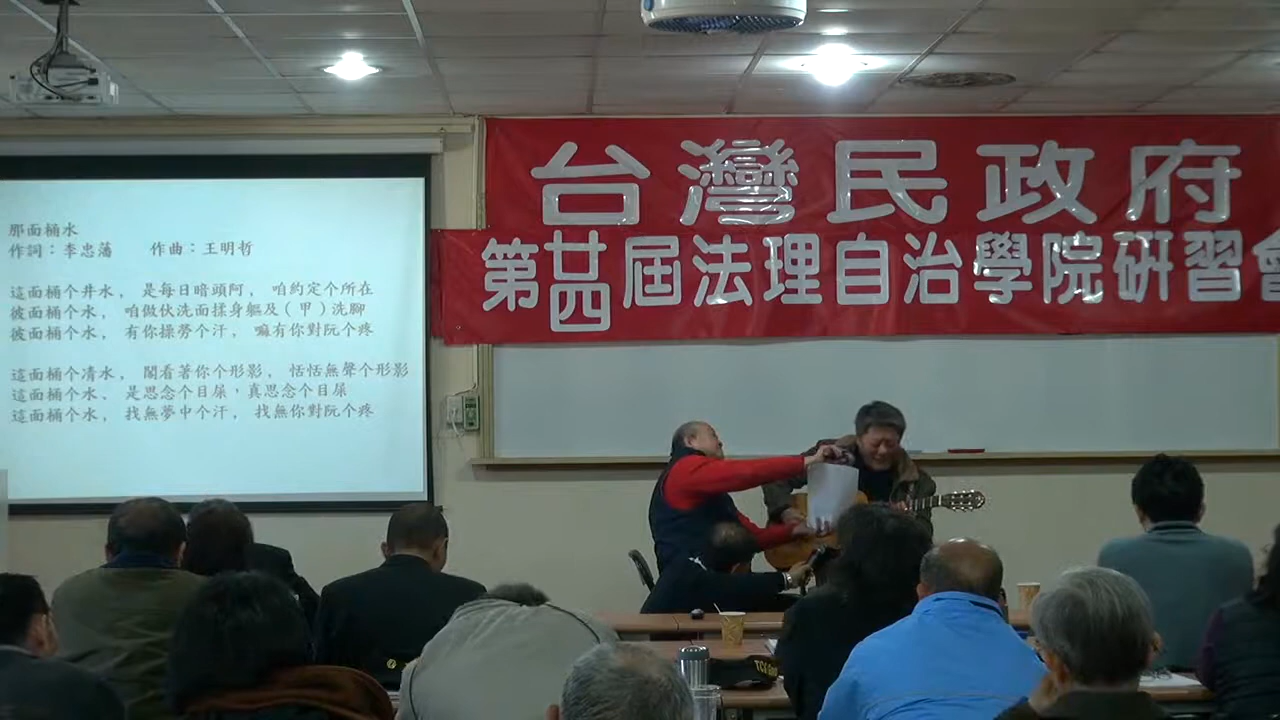 那面桶水
作詞：李忠藩　作曲：王明哲
這面桶个井水，是每日暗頭阿，咱約定个所在
彼面桶个水，咱做伙洗面揉身軀及（甲）洗腳
彼面桶个水，有你操勞个汗，嘛有你對阮个疼
這面桶个清水，鬧看著你个形影，恬恬無聲个形影
這面桶个水、是思念个目屎，真思念个目屎
這面桶个水，找無夢中个汗，找無你對阮个疼
台灣民政府
第廿四屆法理自治學院研習會